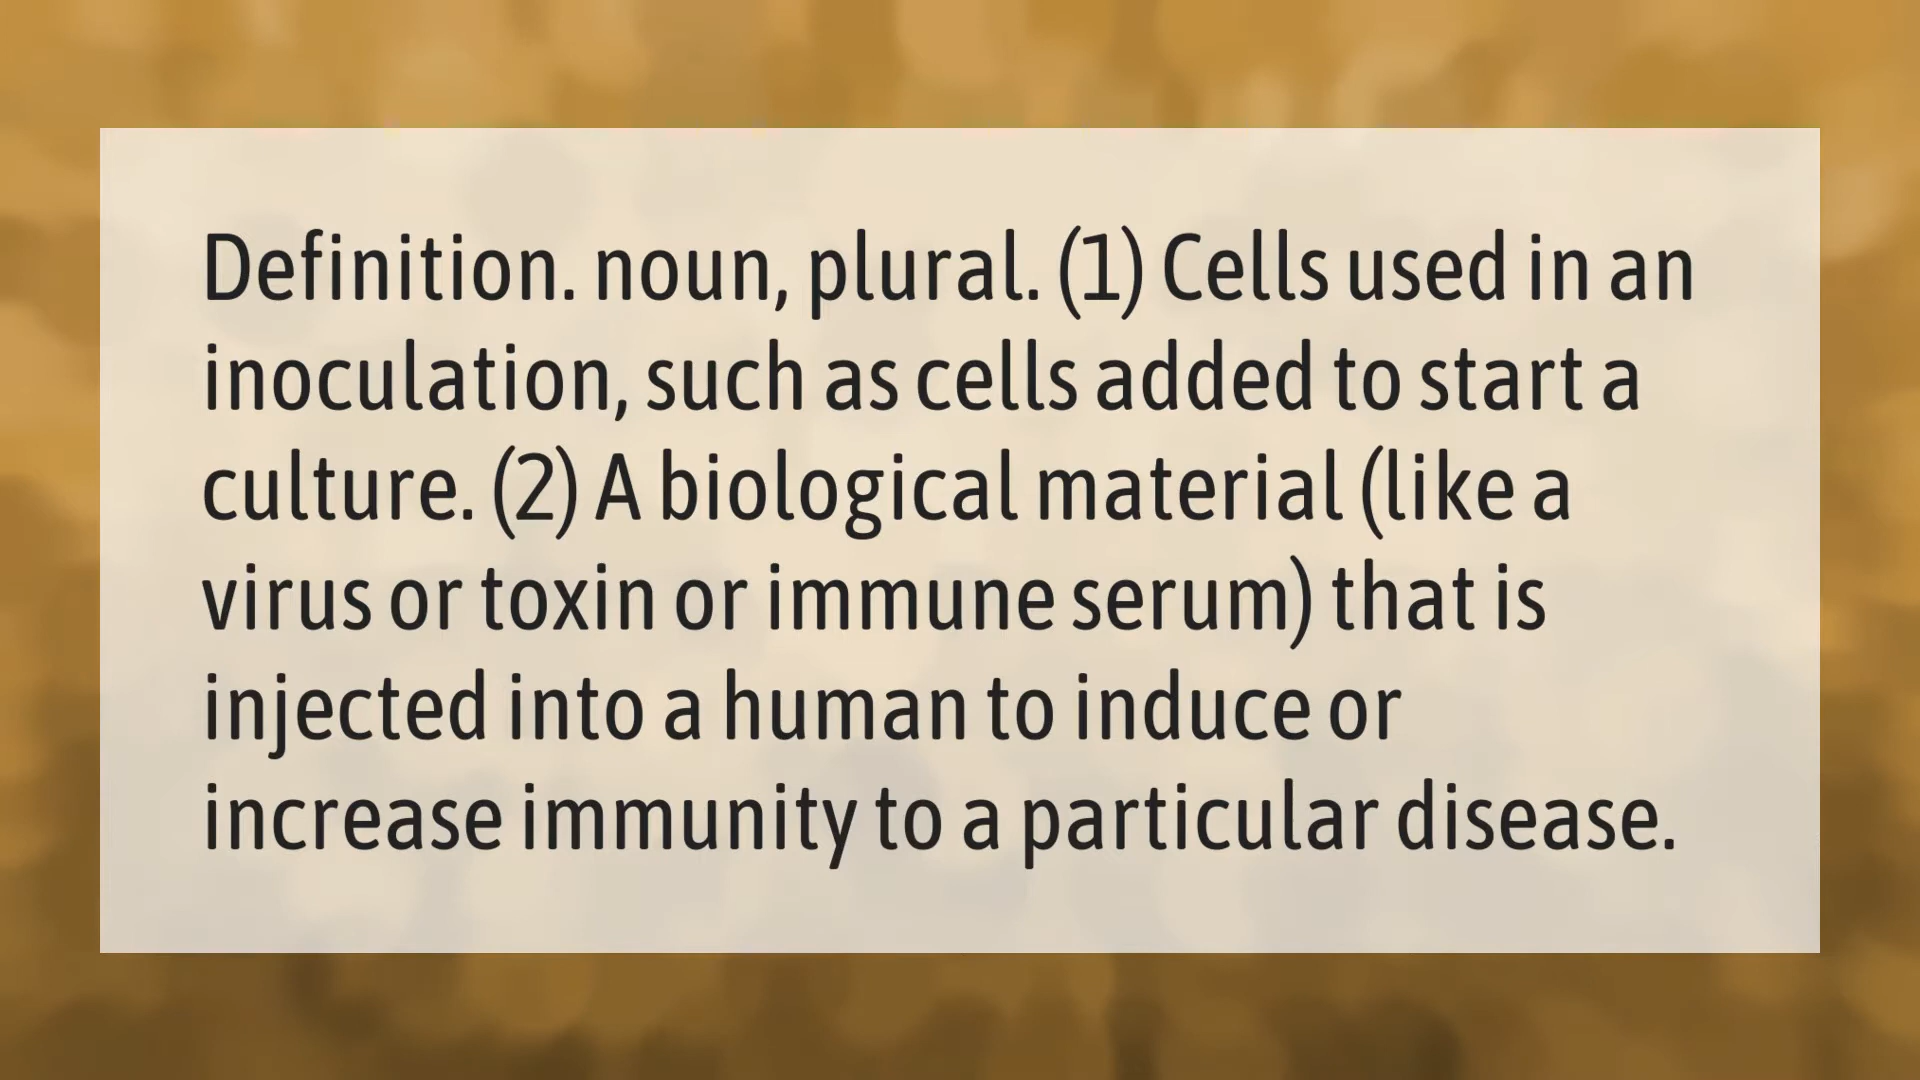 Definition. noun, plural. (1) Cells used in an
inoculation, such as cells added to start a
culture. (2) A biological material (like a
virus or toxin or immune serum) that is
injected into a human to induce or
increase immunity to a particular disease.